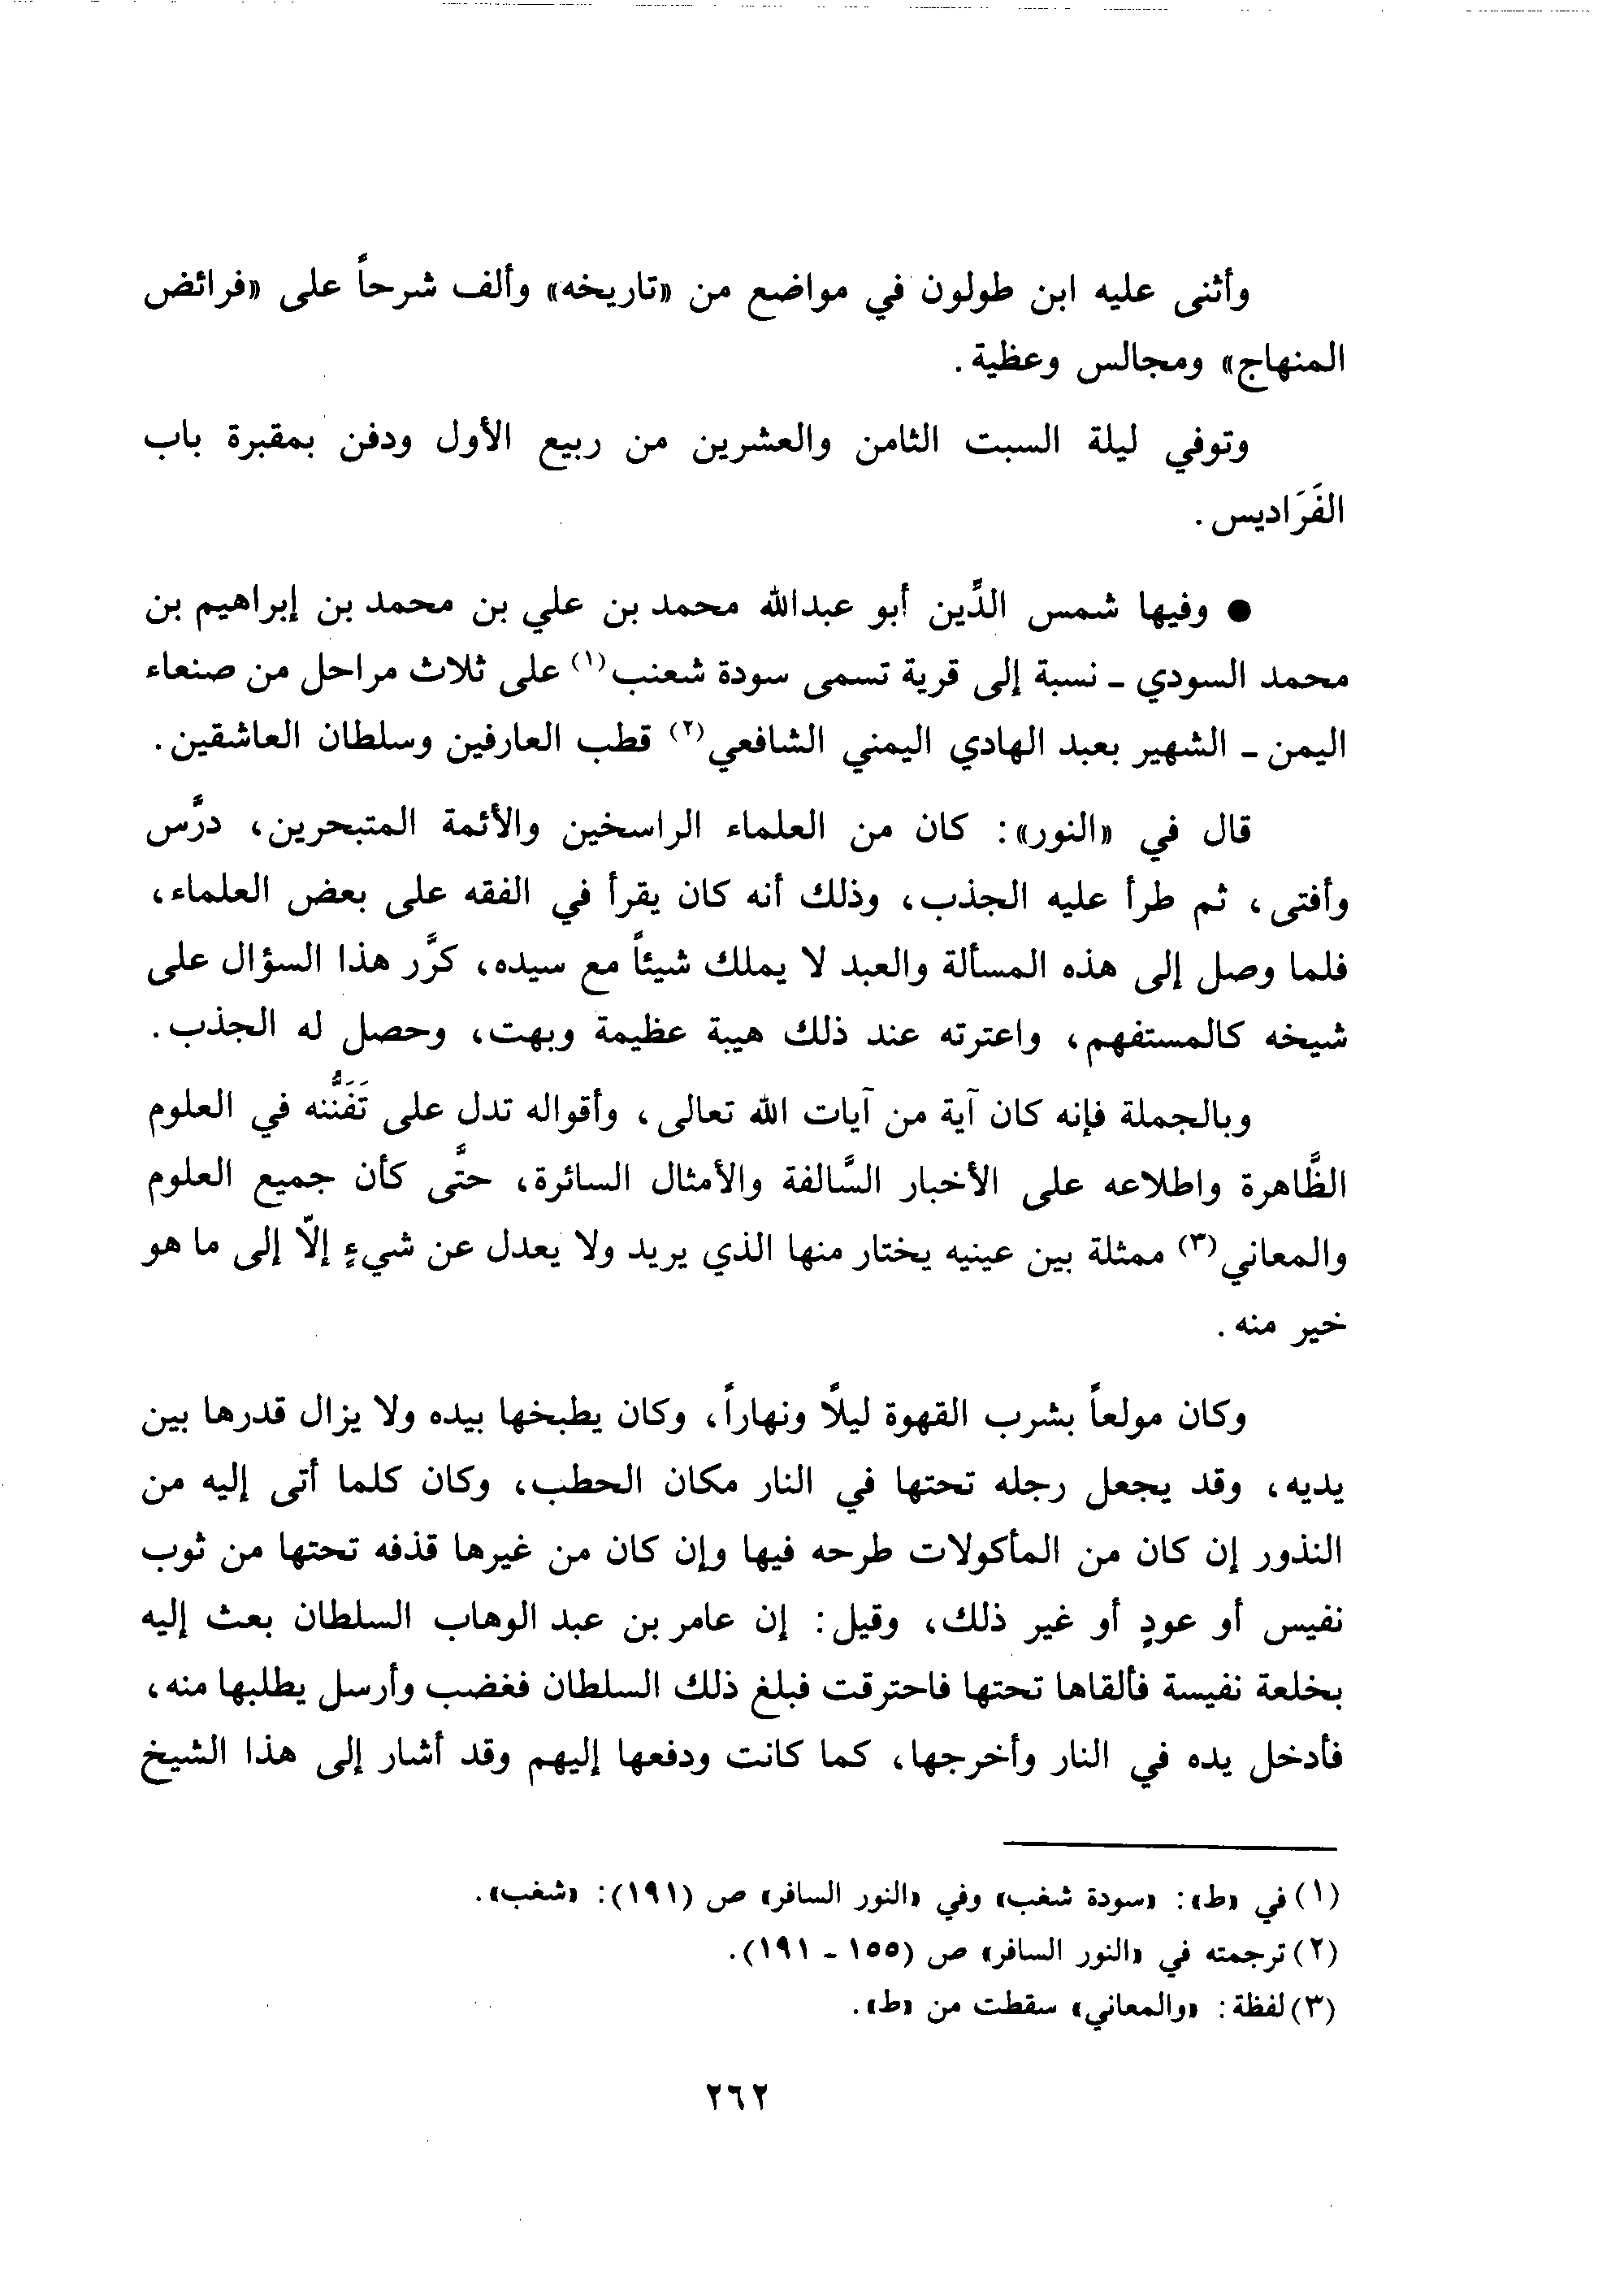 وأثنى عليه ابن طولون في مواضع من «تاريخه» وألف شرحاً على «فرائض
المنهاج» ومجالس وعظية.
وتوفي ليلة السبت الثامن والعشرين من ربيع الأول ودفن بمقبرة باب
الفَرَاديس.
● وفيها شمس الدِّين أبو عبدالله محمد بن علي بن محمد بن إبراهيم بن
محمد السودي ـ نسبة إلى قرية تسمى سودة شعنب(١) على ثلاث مراحل من صنعاء
اليمن ـ الشهير بعبد الهادي اليمني الشافعي(٢) قطب العارفين وسلطان العاشقين.
قال في «النور»: كان من العلماء الراسخين والأئمة المتبحرين، درَّس
وأفتى، ثم طرأ عليه الجذب، وذلك أنه كان يقرأ في الفقه على بعض العلماء،
فلما وصل إلى هذه المسألة والعبد لا يملك شيئاً مع سيده، كرَّر هذا السؤال على
شيخه كالمستفهم، واعترته عند ذلك هيبة عظيمة وبهت، وحصل له الجذب.
وبالجملة فإنه كان آية من آيات الله تعالى، وأقواله تدل على تَفَنُّنه في العلوم
الظَّاهرة واطلاعه على الأخبار السَّالفة والأمثال السائرة، حتَّى كأن جميع العلوم
والمعاني(٣) ممثلة بين عينيه يختار منها الذي يريد ولا يعدل عن شيءٍ إلّا إلى ما هو
خير منه.
وكان مولعاً بشرب القهوة ليلاً ونهاراً، وكان يطبخها بيده ولا يزال قدرها بين
يديه، وقد يجعل رجله تحتها في النار مكان الحطب، وكان كلما أتى إليه من
النذور إن كان من المأكولات طرحه فيها وإن كان من غيرها قذفه تحتها من ثوب
نفيس أو عودٍ أو غير ذلك، وقيل: إن عامر بن عبد الوهاب السلطان بعث إليه
بخلعة نفيسة فألقاها تحتها فاحترقت فبلغ ذلك السلطان فغضب وأرسل يطلبها منه،
فأدخل يده في النار وأخرجها، كما كانت ودفعها إليهم وقد أشار إلى هذا الشيخ
(١) في «ط»: «سودة شغب» وفي «النور السافر» ص (١٩١): «شغب».
(٢) ترجمته في «النور السافر» ص (١٥٥ ـ ١٩١).
(٣) لفظة: «والمعاني» سقطت من «ط».
٢٦٢